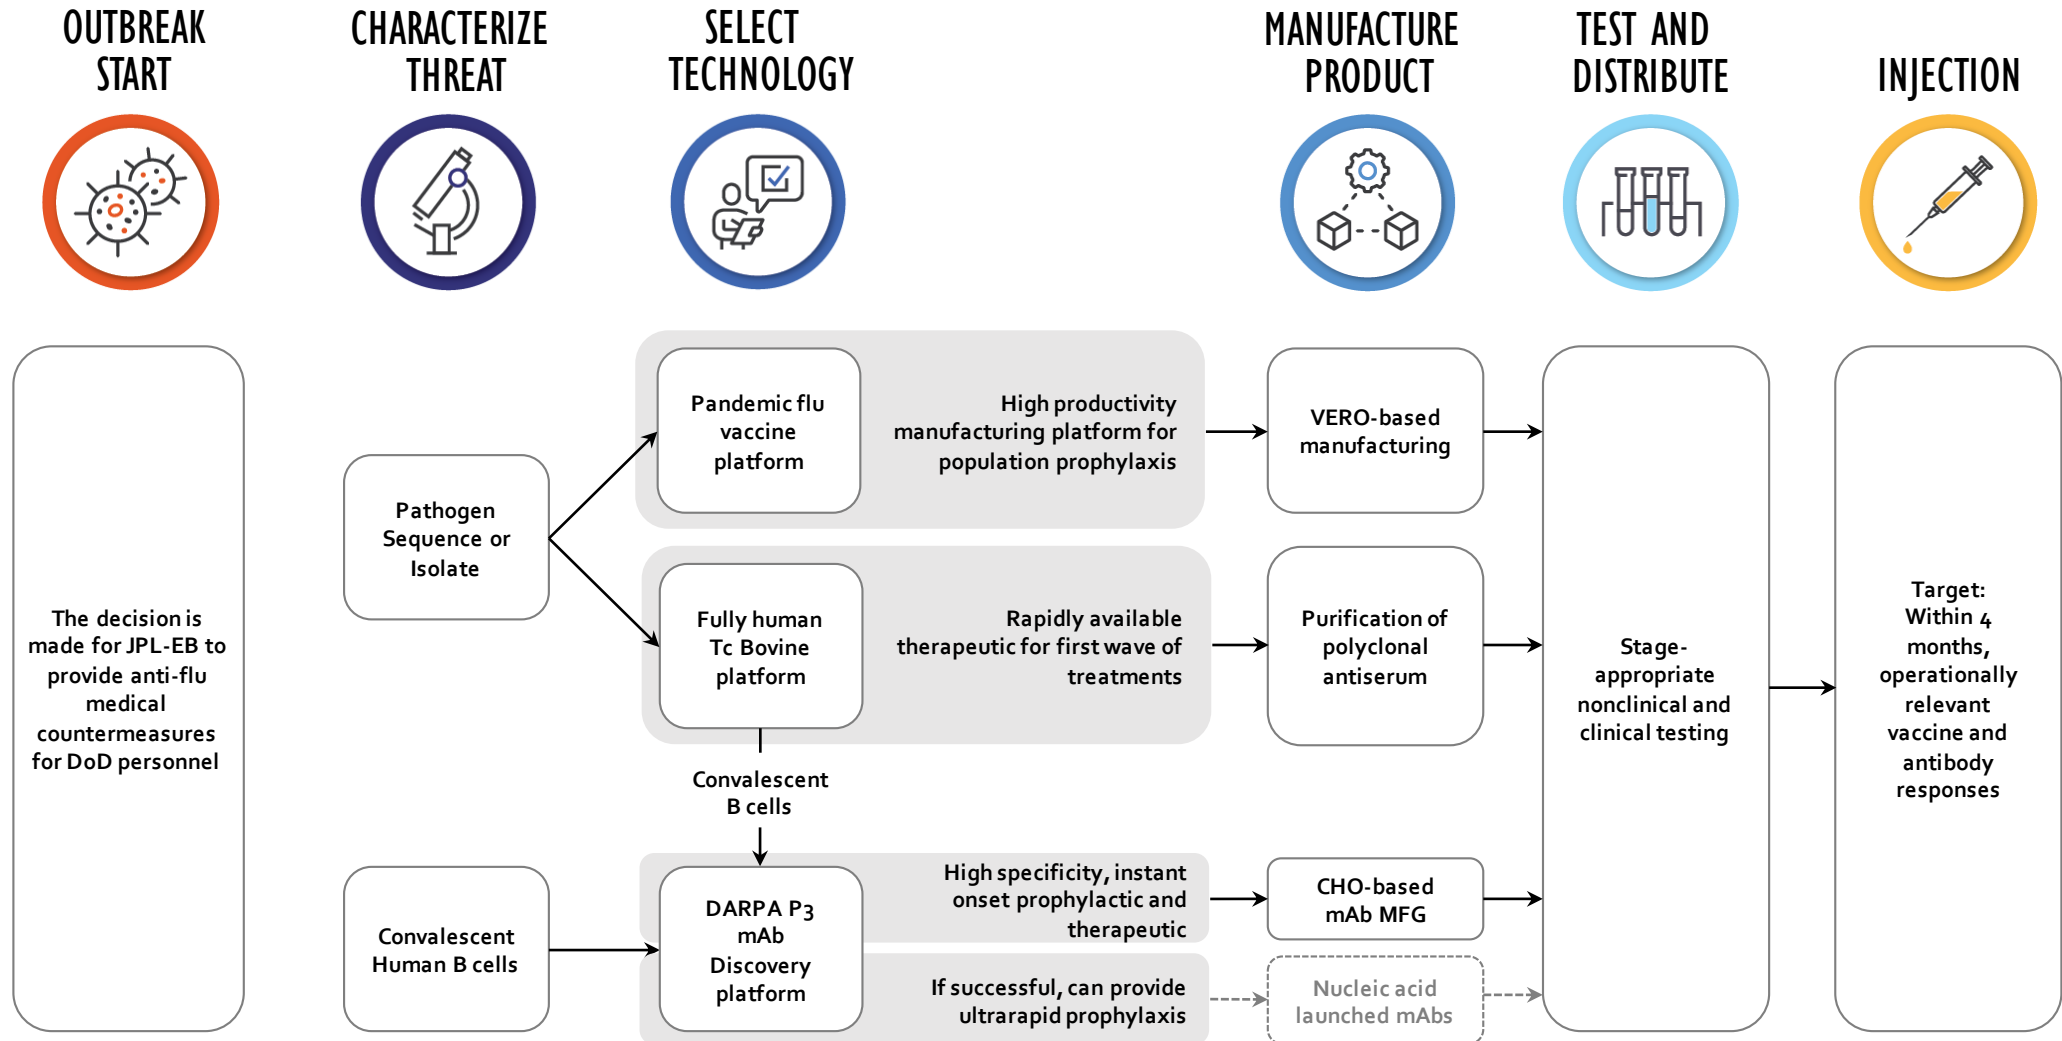 OUTBREAK
START
CHARACTERIZE
THREAT
SELECT
TECHNOLOGY
MANUFACTURE
PRODUCT
TEST AND
DISTRIBUTE
INJECTION
The decision is
made for JPL-EB to
provide anti-flu
medical
countermeasures
for DoD personnel
Pathogen
Sequence or
Isolate
Pandemic flu
vaccine
platform
High productivity
manufacturing platform for
population prophylaxis
VERO-based
manufacturing
Fully human
Tc Bovine
platform
Rapidly available
therapeutic for first wave of
treatments
Purification of
polyclonal
antiserum
Convalescent
B cells
Convalescent
Human B cells
DARPA P3
mAb
Discovery
platform
High specificity, instant
onset prophylactic and
therapeutic
CHO-based
mAb MFG
If successful, can provide
ultrarapid prophylaxis
Nucleic acid
launched mAbs
Stage-
appropriate
nonclinical and
clinical testing
Target:
Within 4
months,
operationally
relevant
vaccine and
antibody
responses